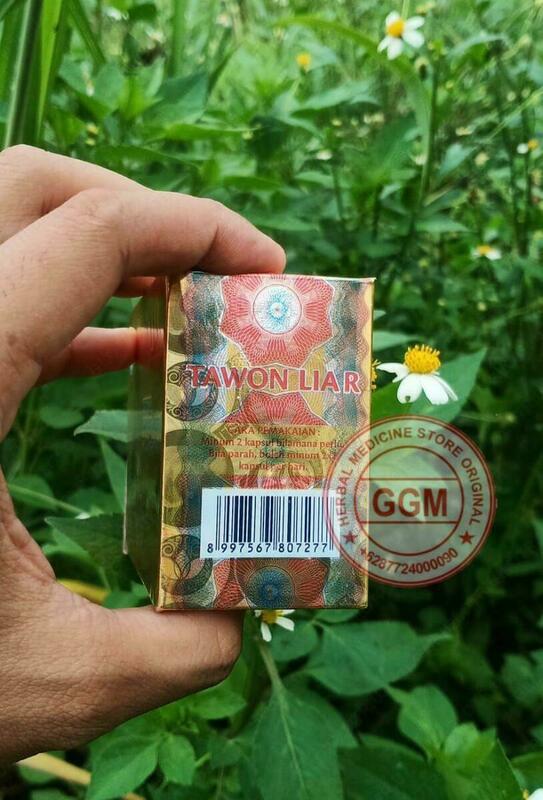 TAWON LIAR
CARA PEMAKAIAN :
Minum 2 kapsul bilamana perlu.
Bila parah, boleh minum 2
kapsul per hari.
8 997567 807277
HERBAL MEDICINE STORE ORIGINAL
GGM
+6287724000090